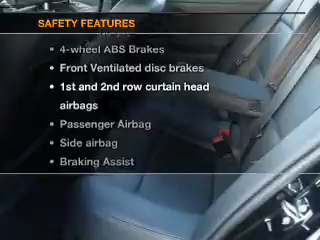 SAFETY FEATURES
• 4-wheel ABS Brakes
• Front Ventilated disc brakes
• 1st and 2nd row curtain head
airbags
• Passenger Airbag
• Side airbag
• Braking Assist